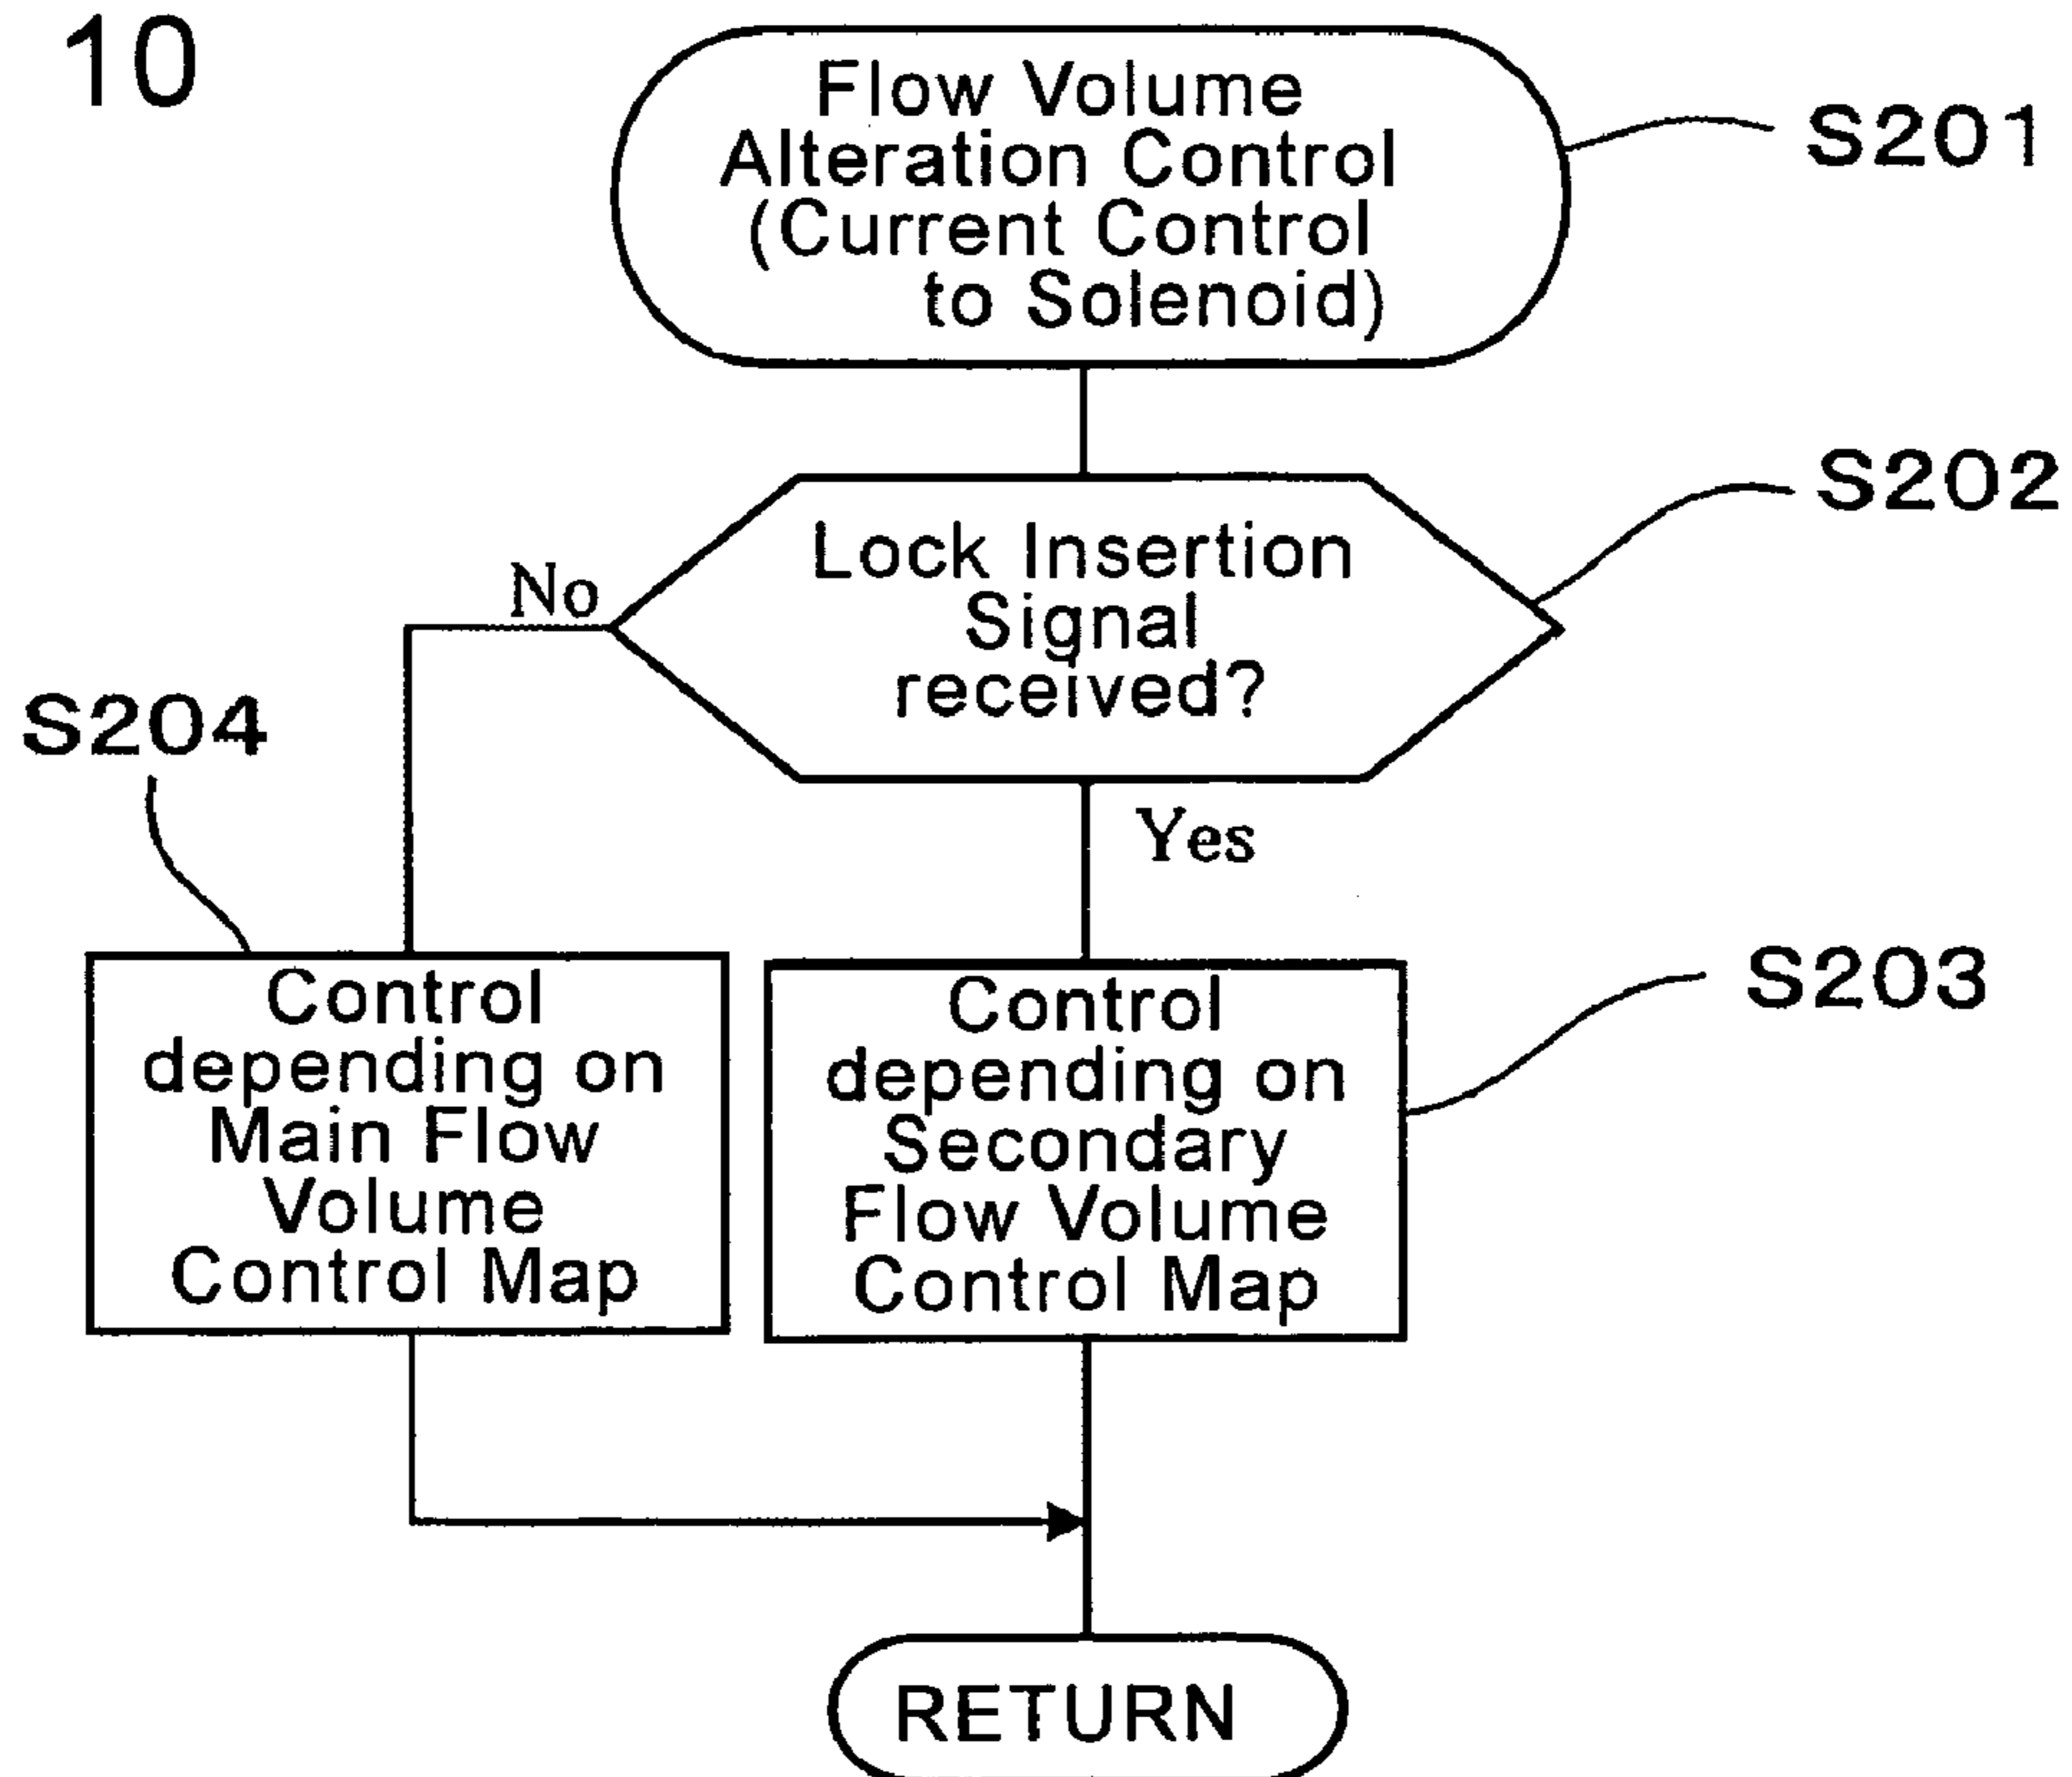 10
Flow Volume
Alteration Control
(Current Control
to Solenoid)
S201
S202
Lock Insertion
Signal
received?
No
Yes
S204
Control
depending on
Main Flow
Volume
Control Map
Control
depending on
Secondary
Flow Volume
Control Map
S203
RETURN